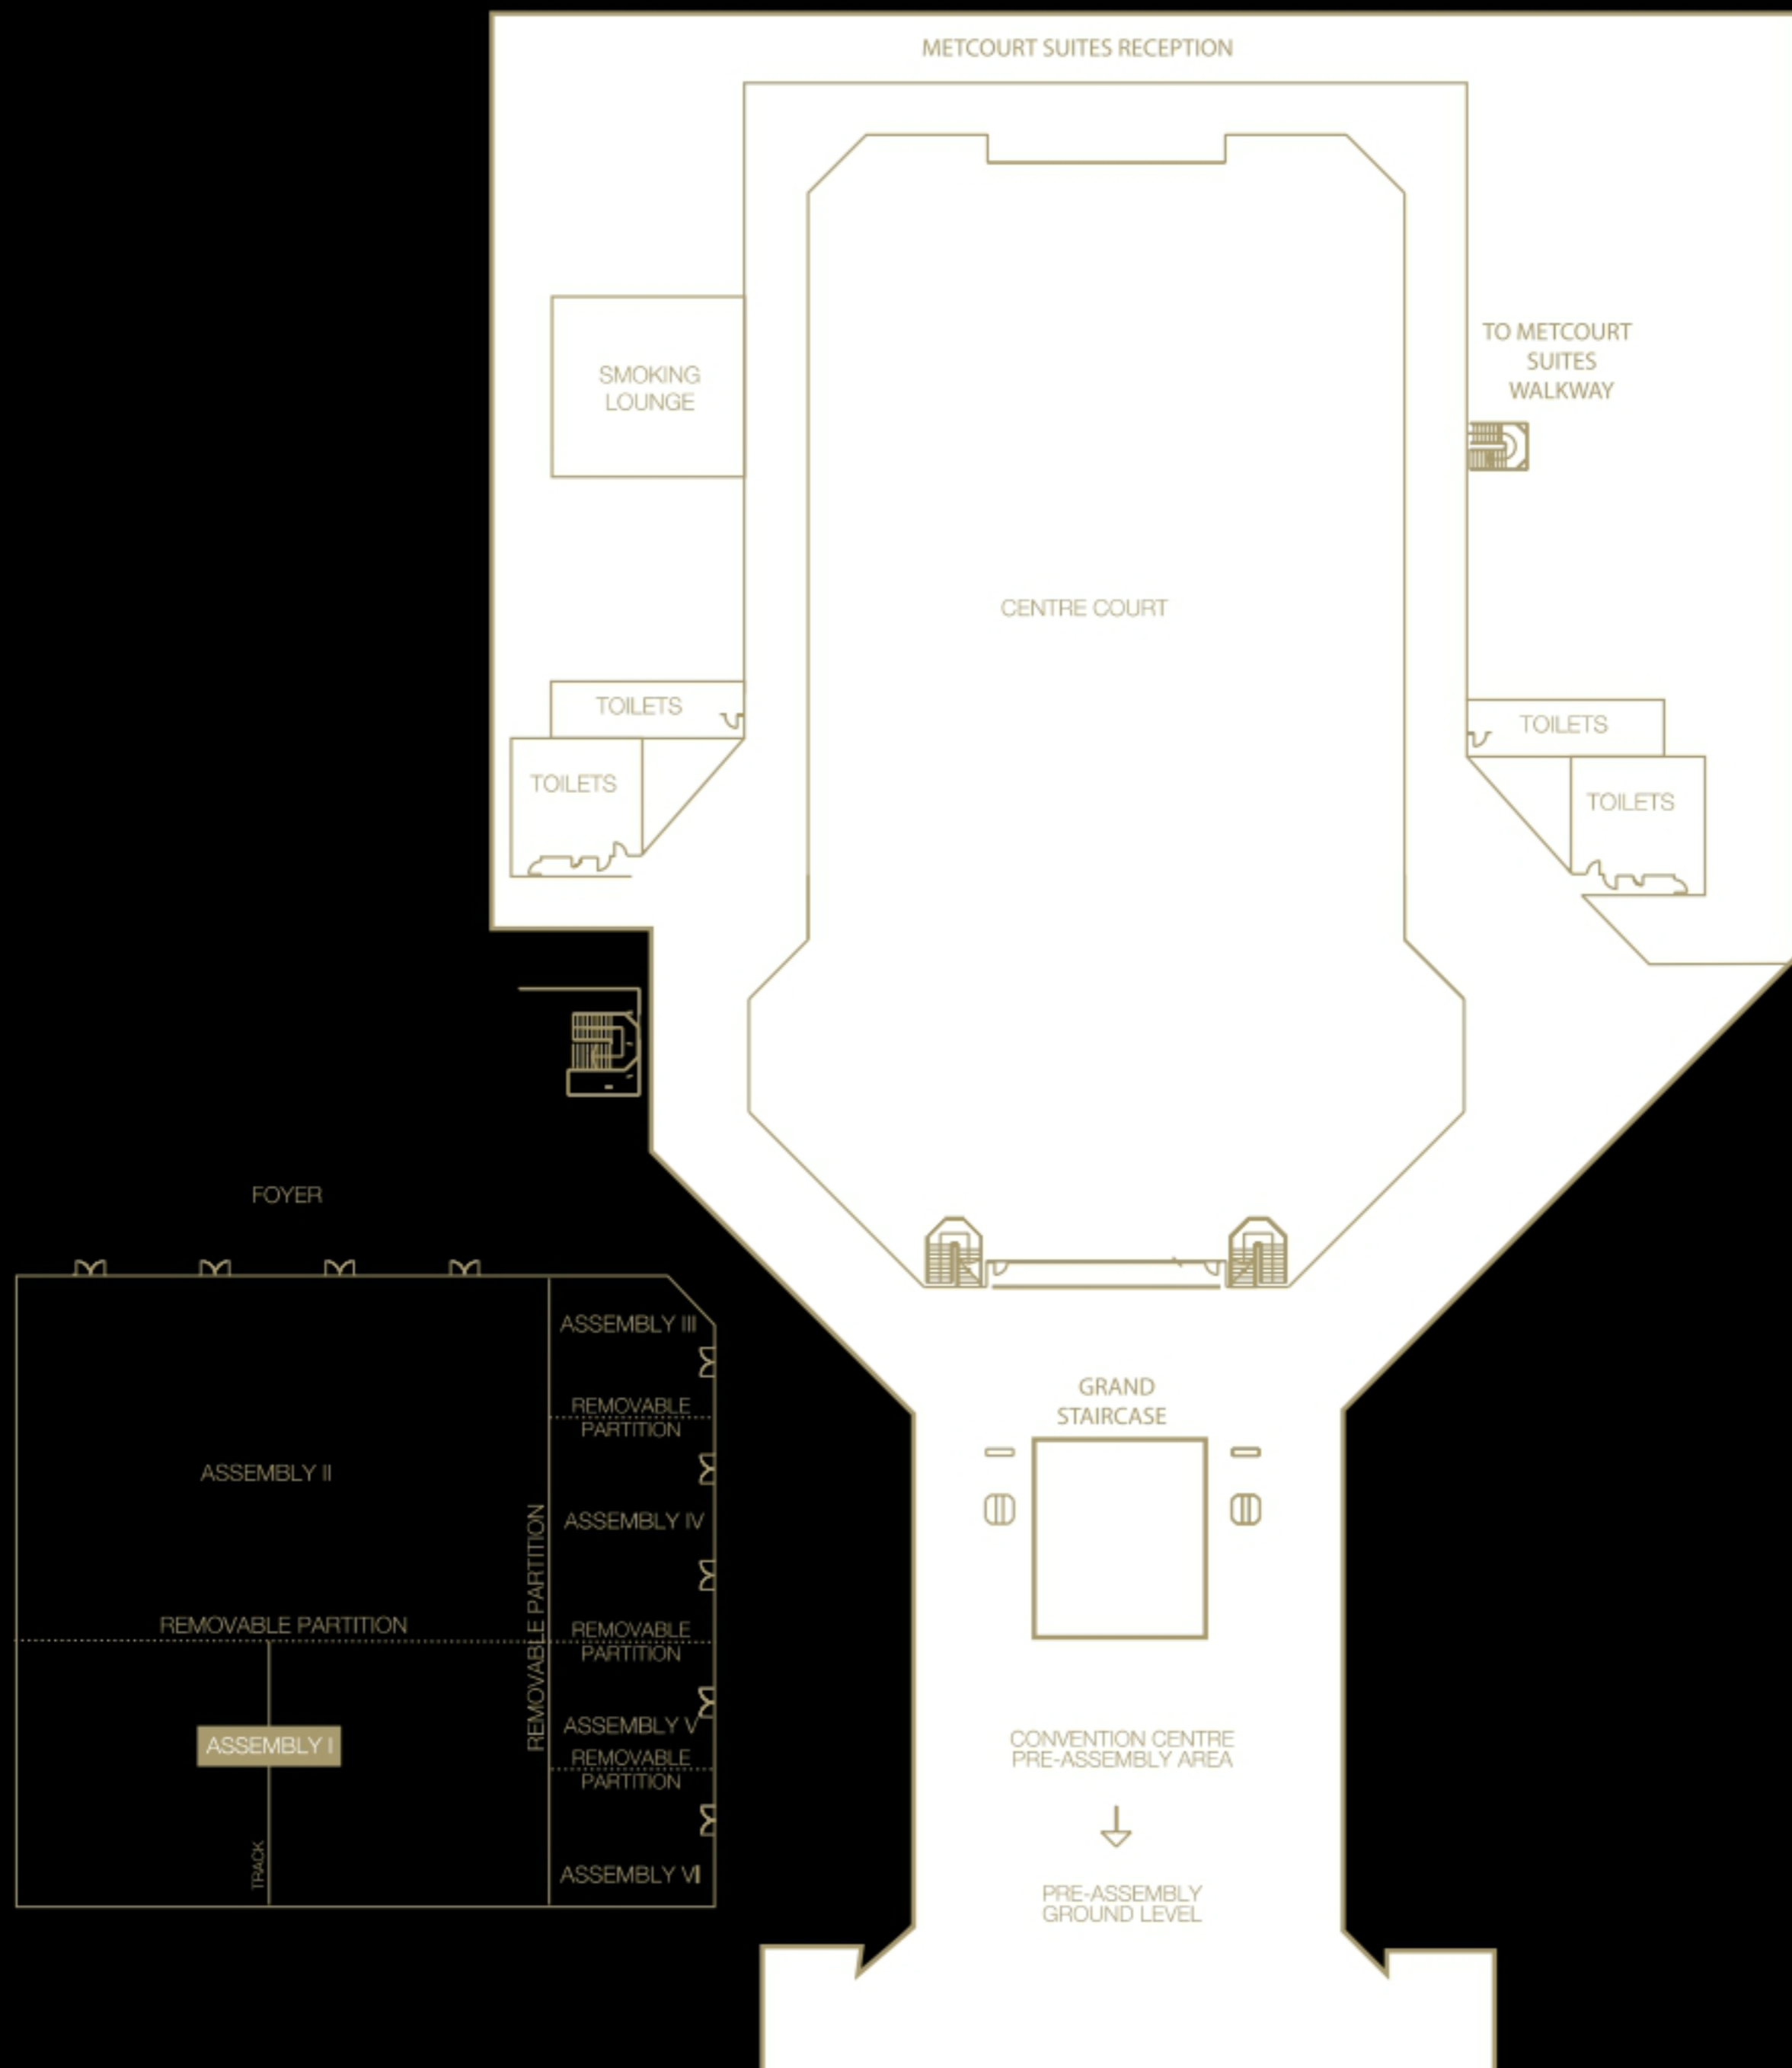 METCOURT SUITES RECEPTION
TO METCOURT
SUITES
WALKWAY
SMOKING
LOUNGE
CENTRE COURT
TOILETS
TOILETS
TOILETS
TOILETS
FOYER
ASSEMBLY III
REMOVABLE
PARTITION
ASSEMBLY II
ASSEMBLY IV
REMOVABLE PARTITION
REMOVABLE PARTITION
REMOVABLE
PARTITION
ASSEMBLY I
TRACK
ASSEMBLY V
REMOVABLE
PARTITION
ASSEMBLY VI
GRAND
STAIRCASE
CONVENTION CENTRE
PRE-ASSEMBLY AREA
PRE-ASSEMBLY
GROUND LEVEL